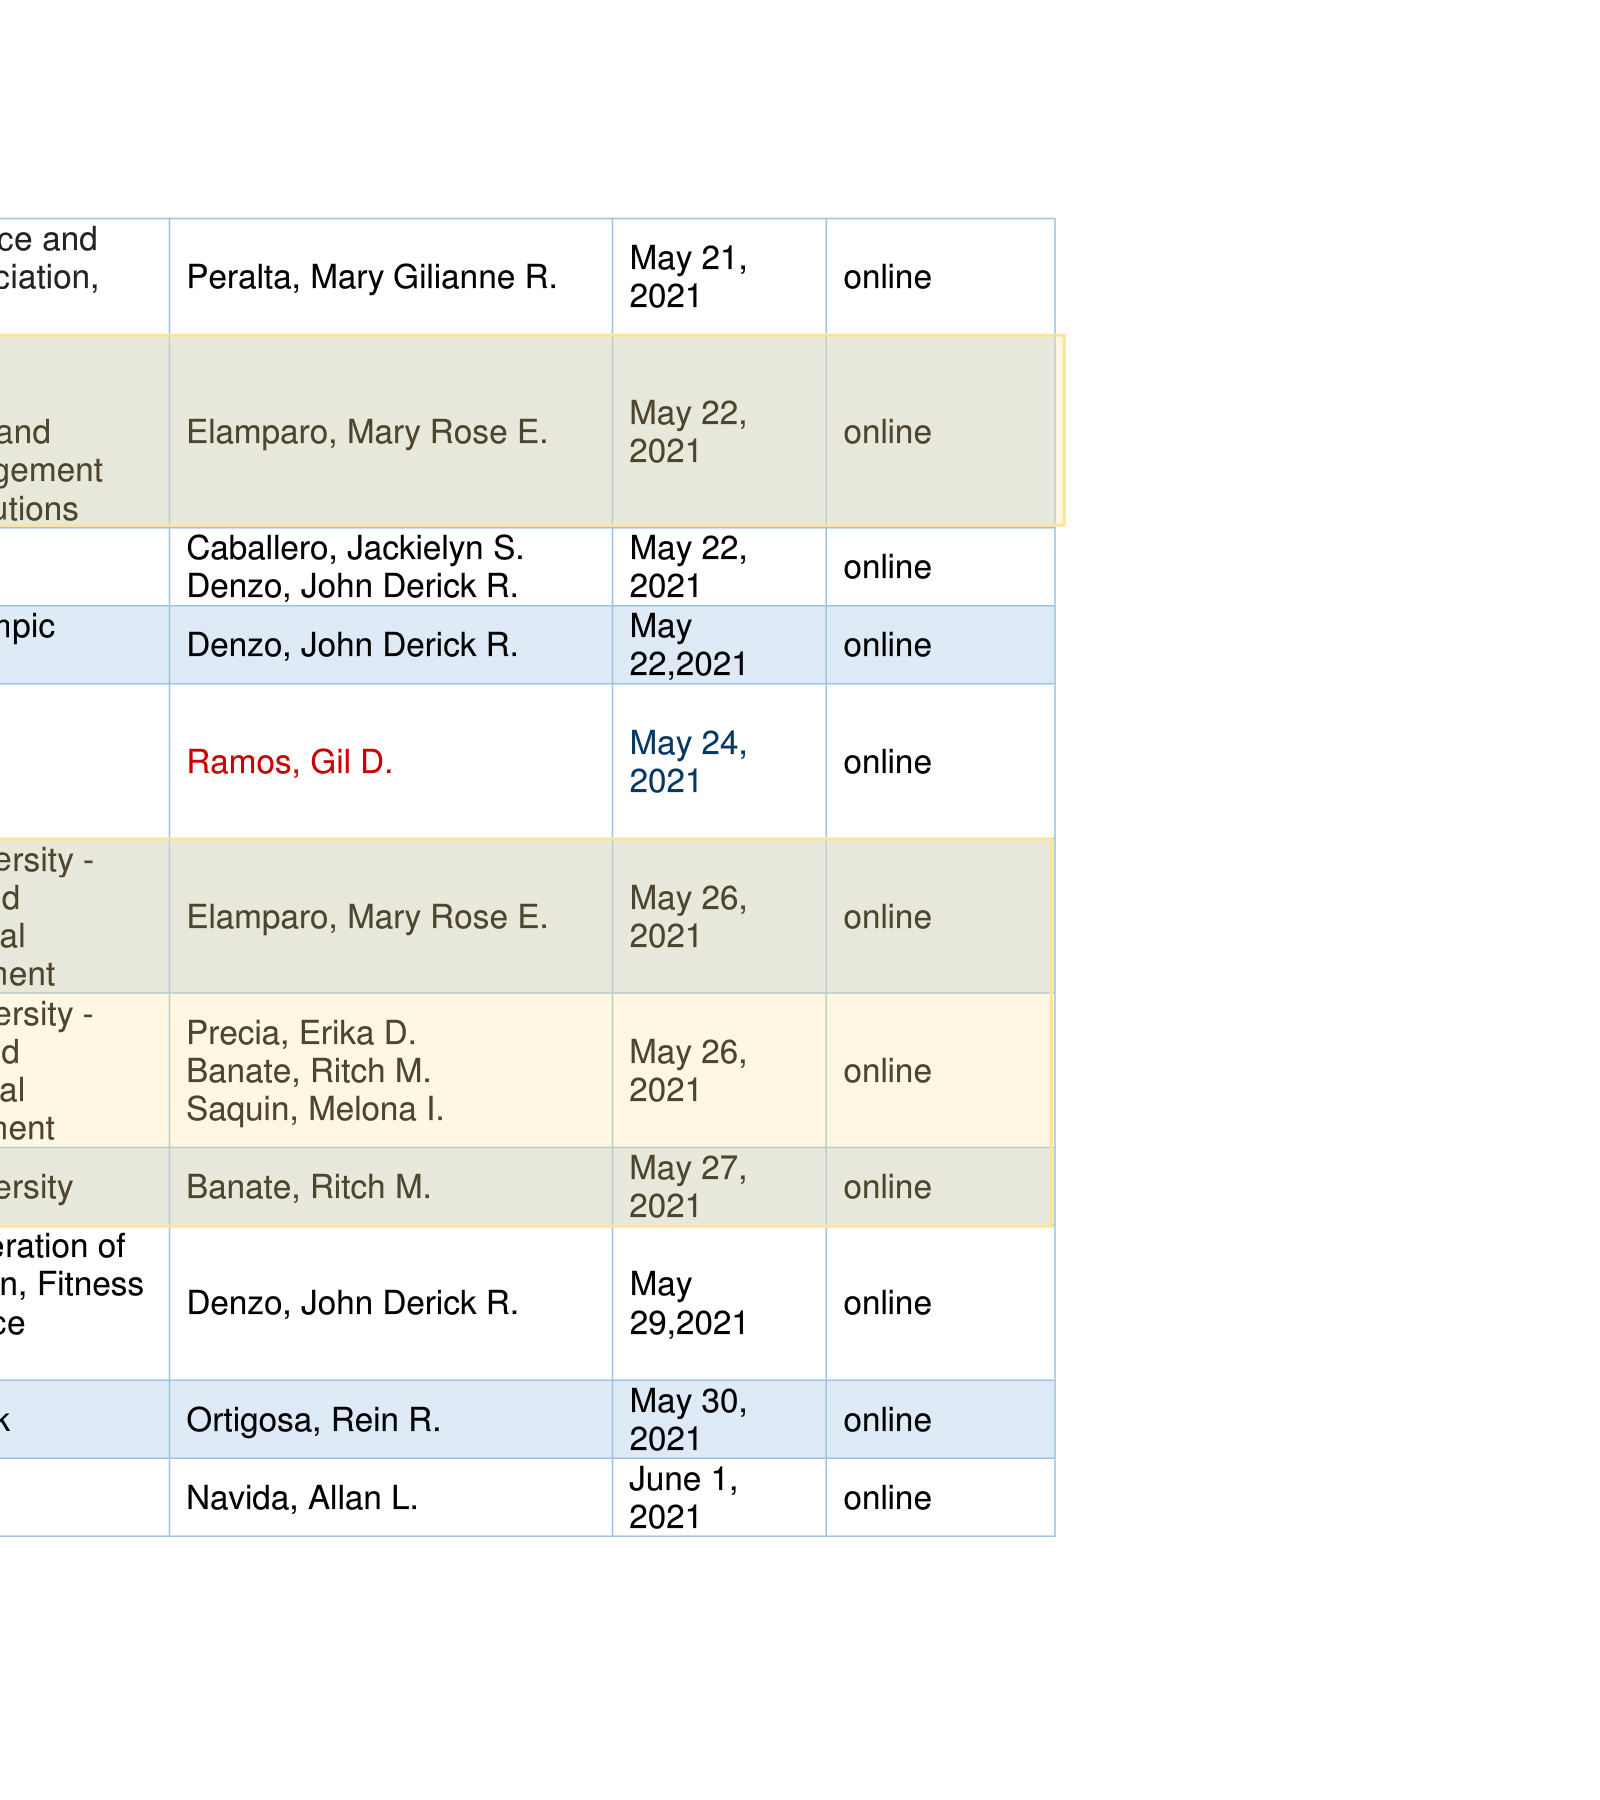 ce and
ciation,
Peralta, Mary Gilianne R.
May 21,
2021
online
and
gement
utions
Elamparo, Mary Rose E.
May 22,
2021
online
Caballero, Jackielyn S.
Denzo, John Derick R.
May 22,
2021
online
mpic
Denzo, John Derick R.
May
22,2021
online
Ramos, Gil D.
May 24,
2021
online
ersity -
d
al
ment
Elamparo, Mary Rose E.
May 26,
2021
online
ersity -
d
al
ment
Precia, Erika D.
Banate, Ritch M.
Saquin, Melona I.
May 26,
2021
online
ersity
Banate, Ritch M.
May 27,
2021
online
eration of
n, Fitness
ce
Denzo, John Derick R.
May
29,2021
online
k
Ortigosa, Rein R.
May 30,
2021
online
Navida, Allan L.
June 1,
2021
online